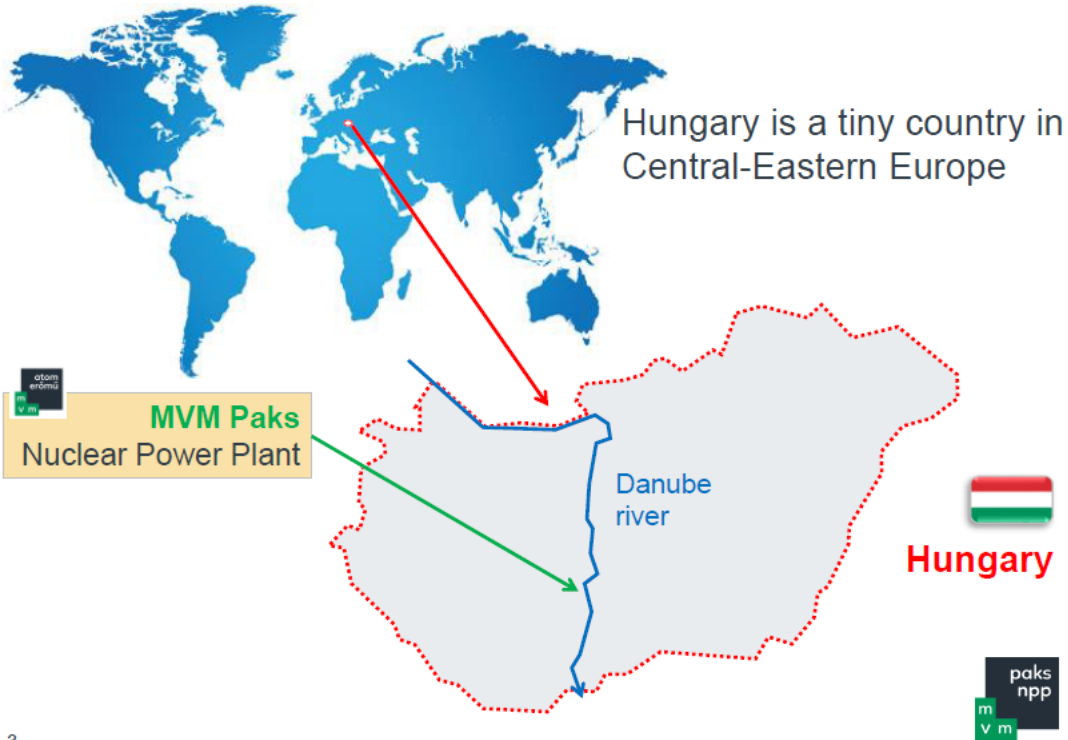 Hungary is a tiny country in
Central-Eastern Europe
atom
erőmű
m
v m
MVM Paks
Nuclear Power Plant
Danube
river
Hungary
paks
npp
m
v m